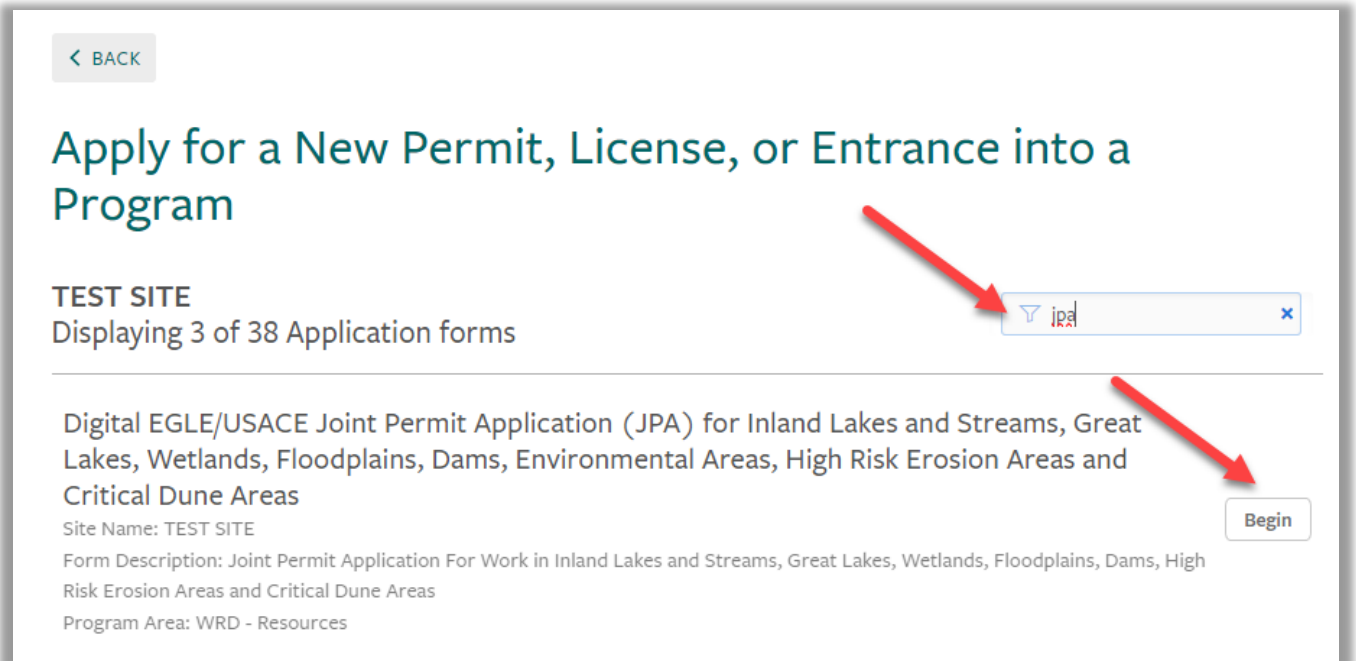 BACK
Apply for a New Permit, License, or Entrance into a
Program
TEST SITE
Displaying 3 of 38 Application forms
jpa
Digital EGLE/USACE Joint Permit Application (JPA) for Inland Lakes and Streams, Great
Lakes, Wetlands, Floodplains, Dams, Environmental Areas, High Risk Erosion Areas and
Critical Dune Areas
Site Name: TEST SITE
Begin
Form Description: Joint Permit Application For Work in Inland Lakes and Streams, Great Lakes, Wetlands, Floodplains, Dams, High
Risk Erosion Areas and Critical Dune Areas
Program Area: WRD - Resources